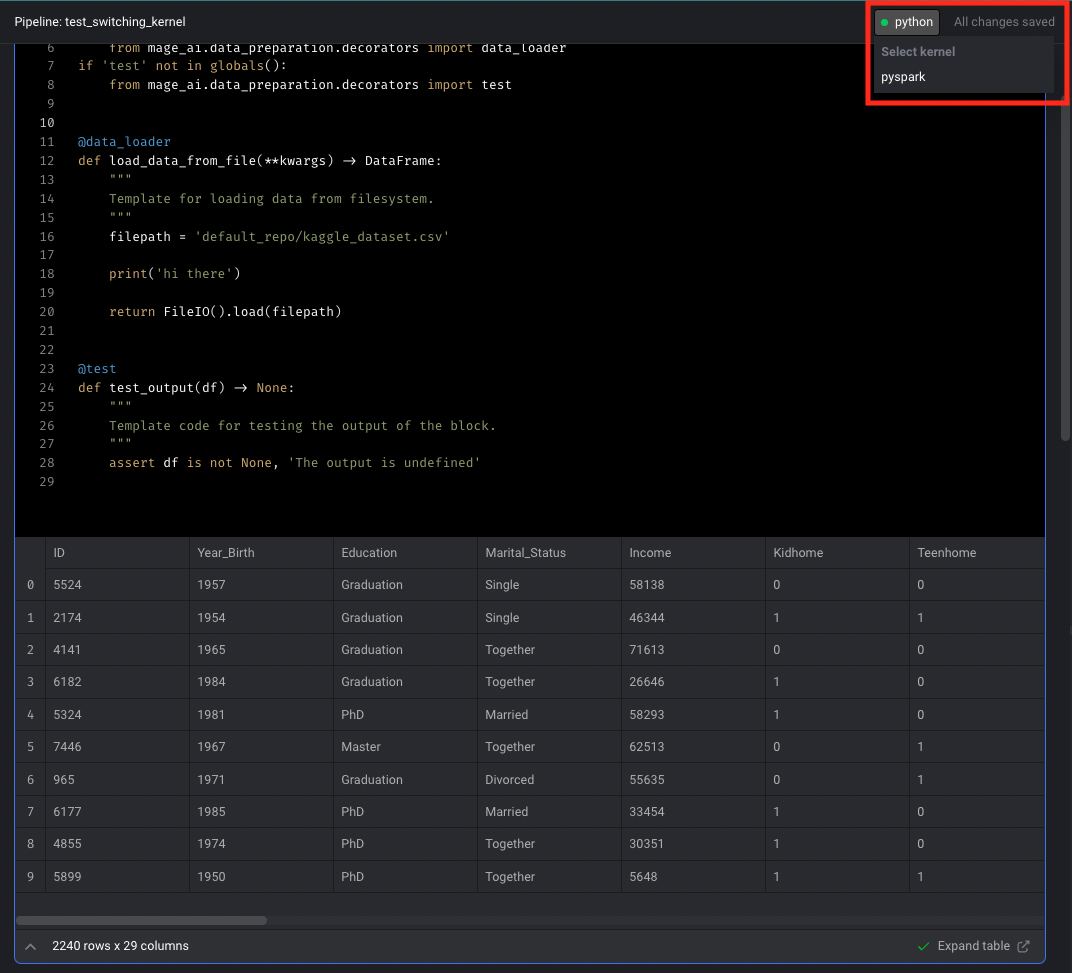 Pipeline: test_switching_kernel
python
All changes saved
Select kernel
pyspark
6     from mage_ai.data_preparation.decorators import data_loader
7 if 'test' not in globals():
8     from mage_ai.data_preparation.decorators import test
9
10
11 @data_loader
12 def load_data_from_file(**kwargs) → DataFrame:
13     """
14     Template for loading data from filesystem.
15     """
16     filepath = 'default_repo/kaggle_dataset.csv'
17
18     print('hi there')
19
20     return FileIO().load(filepath)
21
22
23 @test
24 def test_output(df) → None:
25     """
26     Template code for testing the output of the block.
27     """
28     assert df is not None, 'The output is undefined'
29
ID Year_Birth Education Marital_Status Income Kidhome Teenhome
0 5524 1957 Graduation Single 58138 0 0
1 2174 1954 Graduation Single 46344 1 1
2 4141 1965 Graduation Together 71613 0 0
3 6182 1984 Graduation Together 26646 1 0
4 5324 1981 PhD Married 58293 1 0
5 7446 1967 Master Together 62513 0 1
6 965 1971 Graduation Divorced 55635 0 1
7 6177 1985 PhD Married 33454 1 0
8 4855 1974 PhD Together 30351 1 0
9 5899 1950 PhD Together 5648 1 1
2240 rows x 29 columns
Expand table